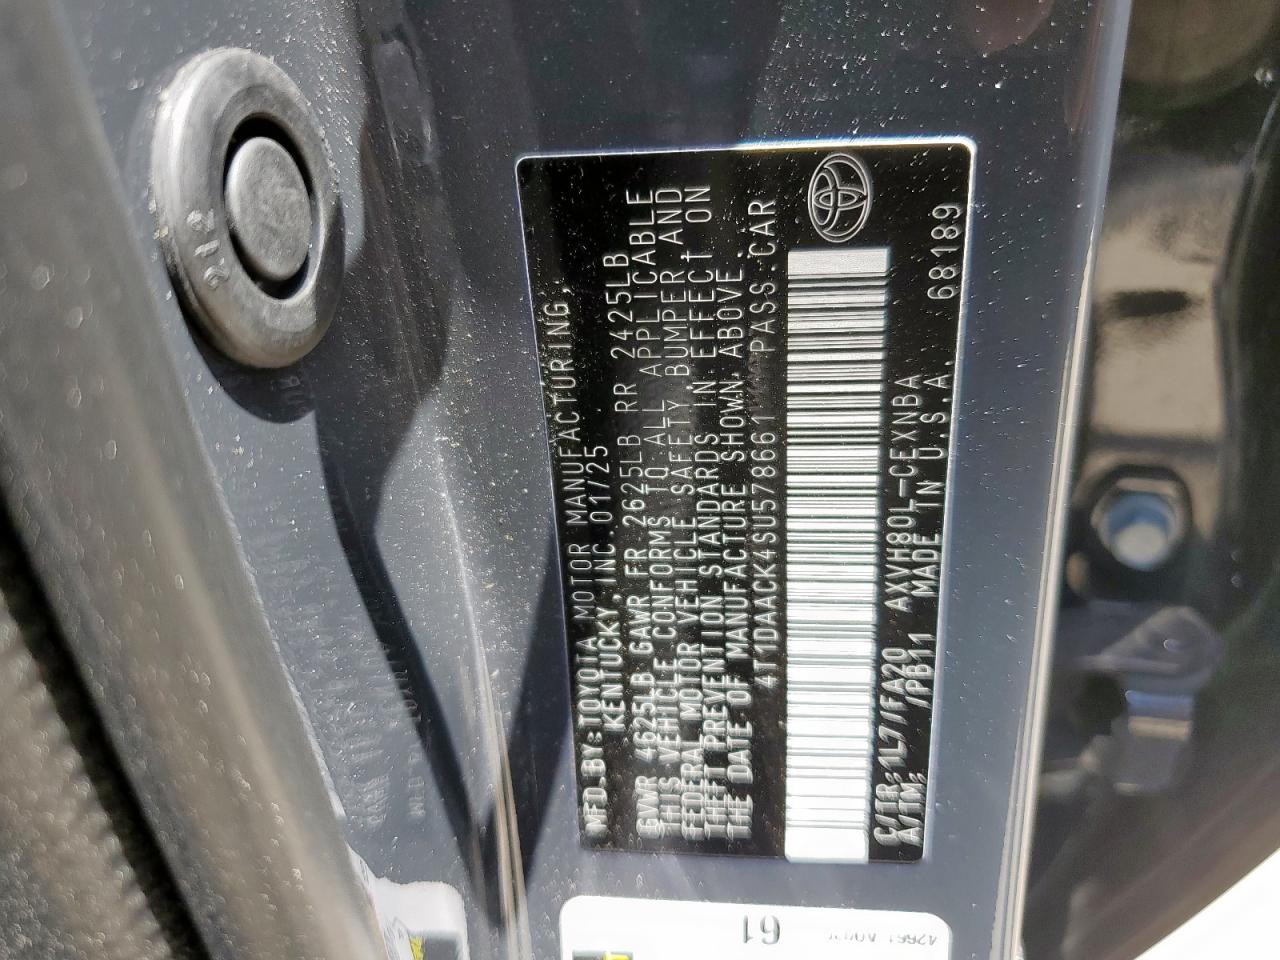 MFD.BY:TOYOTA MOTOR MANUFACTURING,
KENTUCKY INC.01/25
GVWR 4625LB GAWR FR 2625LB RR 2425LB
THIS VEHICLE CONFORMS TO ALL APPLICABLE
FEDERAL MOTOR VEHICLE SAFETY BUMPER AND
THEFT PREVENTION STANDARDS IN EFFECT ON
THE DATE OF MANUFACTURE SHOWN ABOVE.
4T1DAACK4SU578661 PASS.CAR
C/TR:1L7/FA20 AXVH80L-CEXNBA
A/TM: /PB11 MADE IN U.S.A. 68189
212
61